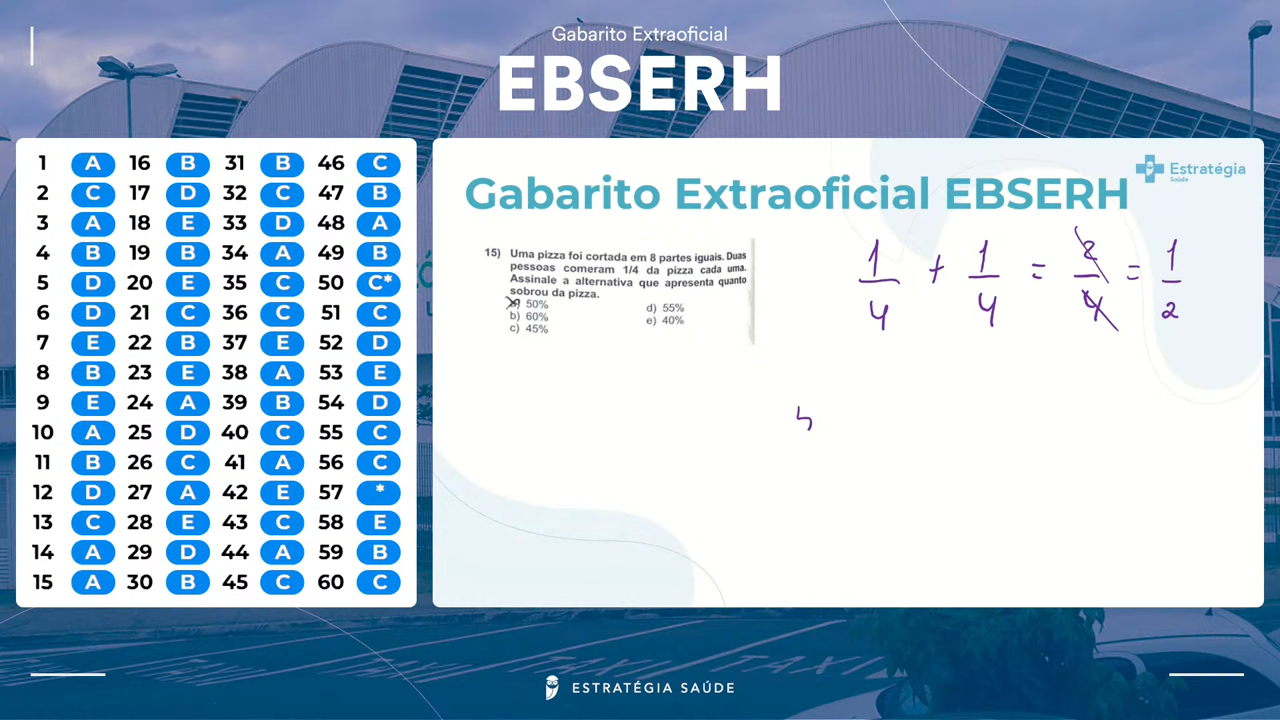 Gabarito Extraoficial
EBSERH
1 A 16 B 31 B 46 C
2 C 17 D 32 C 47 B
3 A 18 E 33 D 48 A
4 B 19 B 34 A 49 B
5 D 20 E 35 C 50 C*
6 D 21 C 36 C 51 C
7 E 22 B 37 E 52 D
8 B 23 E 38 A 53 E
9 E 24 A 39 B 54 D
10 A 25 D 40 C 55 C
11 B 26 C 41 A 56 C
12 D 27 A 42 E 57 *
13 C 28 E 43 C 58 E
14 A 29 D 44 A 59 B
15 A 30 B 45 C 60 C
Estratégia
Saúde
Gabarito Extraoficial EBSERH
15) Uma pizza foi cortada em 8 partes iguais. Duas
pessoas comeram 1/4 da pizza cada uma.
Assinale a alternativa que apresenta quanto
sobrou da pizza.
a) 50%
b) 60%
c) 45%
d) 55%
e) 40%
1/4 + 1/4 = 2/4 = 1/2
ESTRATÉGIA SAÚDE
TAXI TAXI